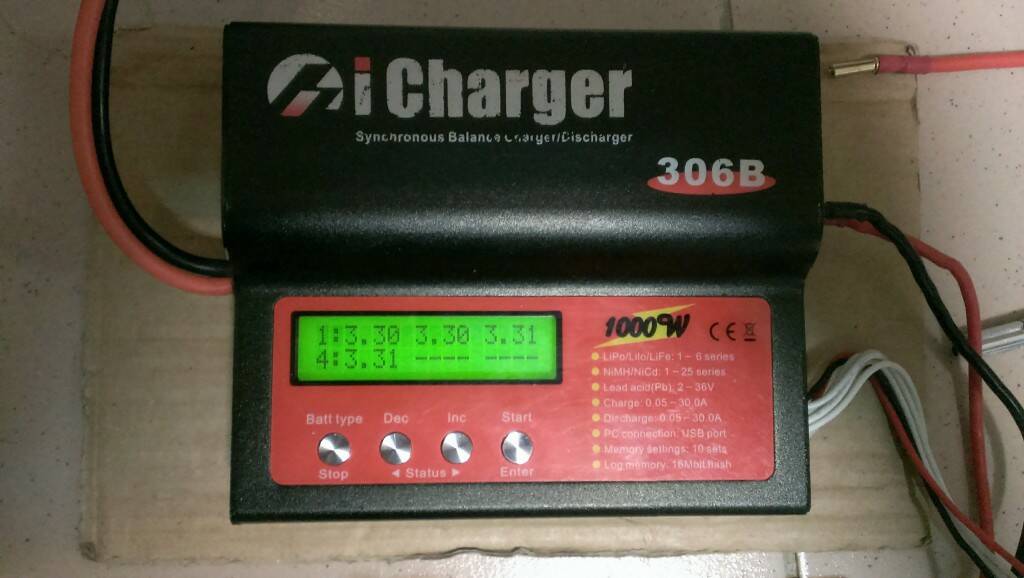 i Charger
Synchronous Balance Charger/Discharger
306B
1:3.30 3.30 3.31
4:3.31 ---- ----
1000W CE
LiPo/LiIo/LiFe: 1 – 6 series
NiMH/NiCd: 1 – 25 series
Lead acid(Pb): 2 – 36V
Charge: 0.05 – 30.0A
Discharge: 0.05 – 30.0A
PC connection: USB port
Memory settings: 10 sets
Log memory: 16Mbit flash
Batt type Dec Inc Start
Stop ◄ Status ► Enter